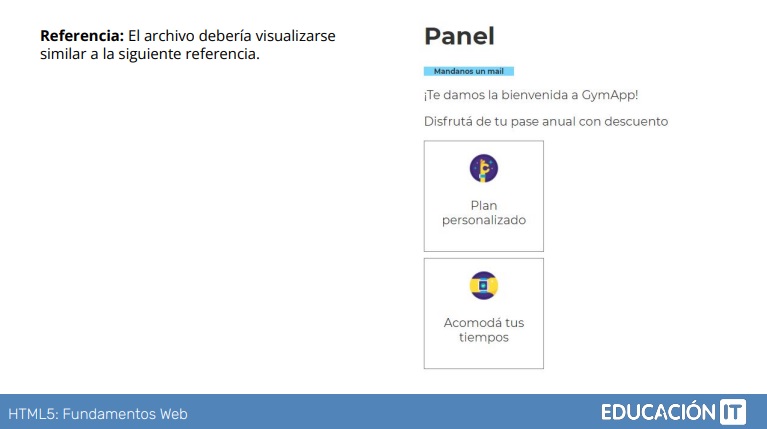 Referencia: El archivo debería visualizarse
similar a la siguiente referencia.
Panel
Mandanos un mail
¡Te damos la bienvenida a GymApp!
Disfrutá de tu pase anual con descuento
Plan
personalizado
Acomodá tus
tiempos
HTML5: Fundamentos Web
EDUCACIÓN IT